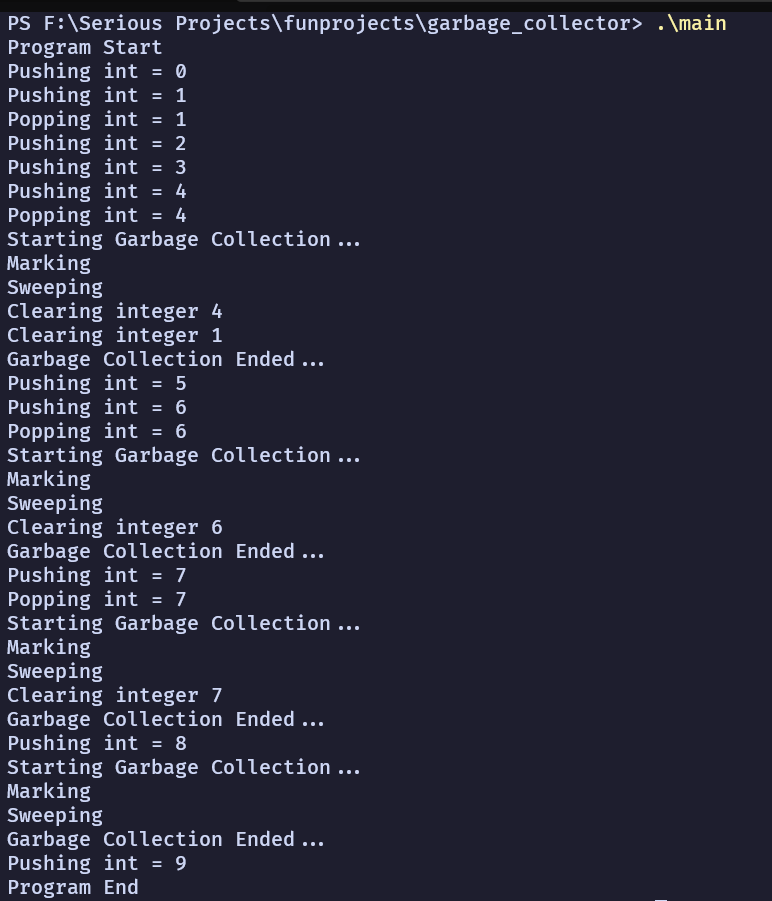 PS F:\Serious Projects\funprojects\garbage_collector> .\main
Program Start
Pushing int = 0
Pushing int = 1
Popping int = 1
Pushing int = 2
Pushing int = 3
Pushing int = 4
Popping int = 4
Starting Garbage Collection...
Marking
Sweeping
Clearing integer 4
Clearing integer 1
Garbage Collection Ended...
Pushing int = 5
Pushing int = 6
Popping int = 6
Starting Garbage Collection...
Marking
Sweeping
Clearing integer 6
Garbage Collection Ended...
Pushing int = 7
Popping int = 7
Starting Garbage Collection...
Marking
Sweeping
Clearing integer 7
Garbage Collection Ended...
Pushing int = 8
Starting Garbage Collection...
Marking
Sweeping
Garbage Collection Ended...
Pushing int = 9
Program End